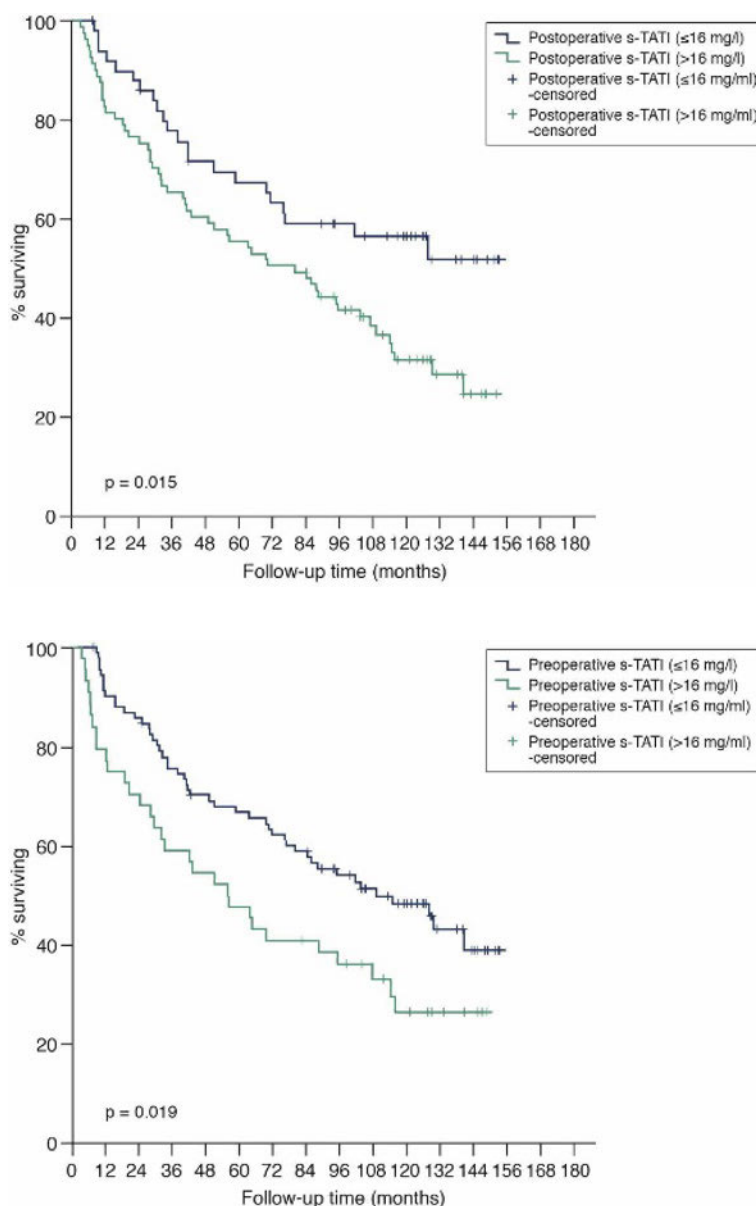 100
80
60
40
20
0
% surviving
Postoperative s-TATI (≤16 mg/l)
Postoperative s-TATI (>16 mg/l)
Postoperative s-TATI (≤16 mg/ml)
-censored
Postoperative s-TATI (>16 mg/ml)
-censored
p = 0.015
0 12 24 36 48 60 72 84 96 108 120 132 144 156 168 180
Follow-up time (months)
100
80
60
40
20
0
% surviving
Preoperative s-TATI (≤16 mg/l)
Preoperative s-TATI (>16 mg/l)
Preoperative s-TATI (≤16 mg/ml)
-censored
Preoperative s-TATI (>16 mg/ml)
-censored
p = 0.019
0 12 24 36 48 60 72 84 96 108 120 132 144 156 168 180
Follow-up time (months)